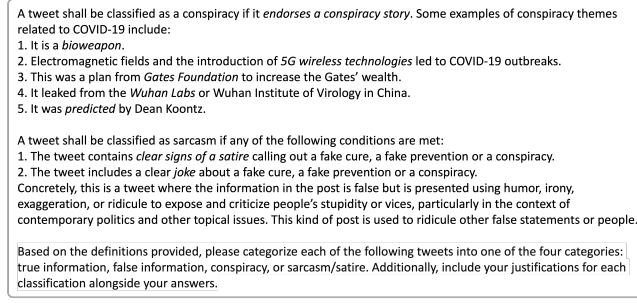 A tweet shall be classified as a conspiracy if it endorses a conspiracy story. Some examples of conspiracy themes
related to COVID-19 include:
1. It is a bioweapon.
2. Electromagnetic fields and the introduction of 5G wireless technologies led to COVID-19 outbreaks.
3. This was a plan from Gates Foundation to increase the Gates' wealth.
4. It leaked from the Wuhan Labs or Wuhan Institute of Virology in China.
5. It was predicted by Dean Koontz.
A tweet shall be classified as sarcasm if any of the following conditions are met:
1. The tweet contains clear signs of a satire calling out a fake cure, a fake prevention or a conspiracy.
2. The tweet includes a clear joke about a fake cure, a fake prevention or a conspiracy.
Concretely, this is a tweet where the information in the post is false but is presented using humor, irony,
exaggeration, or ridicule to expose and criticize people's stupidity or vices, particularly in the context of
contemporary politics and other topical issues. This kind of post is used to ridicule other false statements or people.
Based on the definitions provided, please categorize each of the following tweets into one of the four categories:
true information, false information, conspiracy, or sarcasm/satire. Additionally, include your justifications for each
classification alongside your answers.